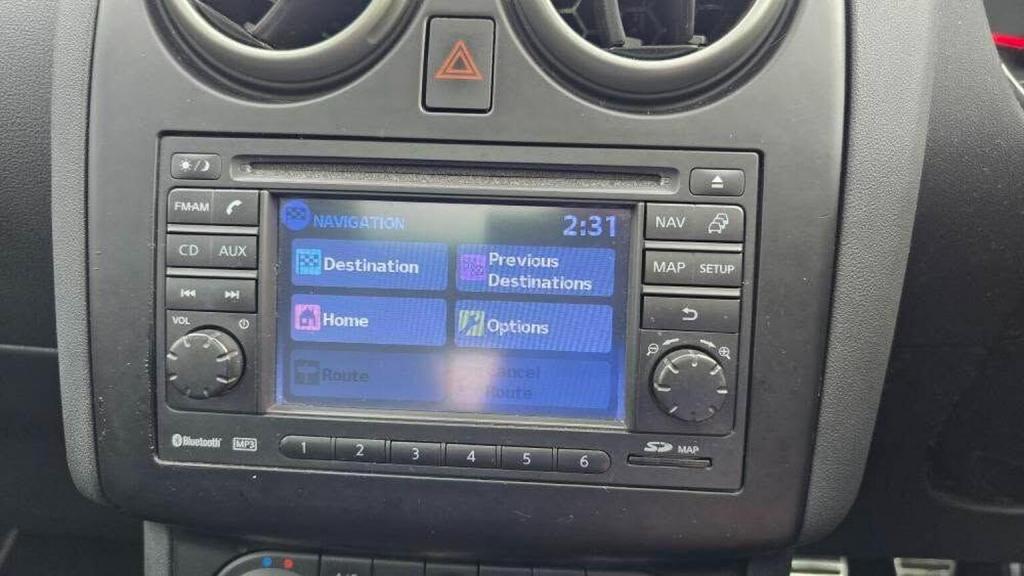 FM·AM
CD AUX
VOL
NAVIGATION 2:31
Destination
Previous
Destinations
Home
Options
Route
Cancel
Route
NAV
MAP SETUP
Bluetooth MP3
1 2 3 4 5 6
SD MAP